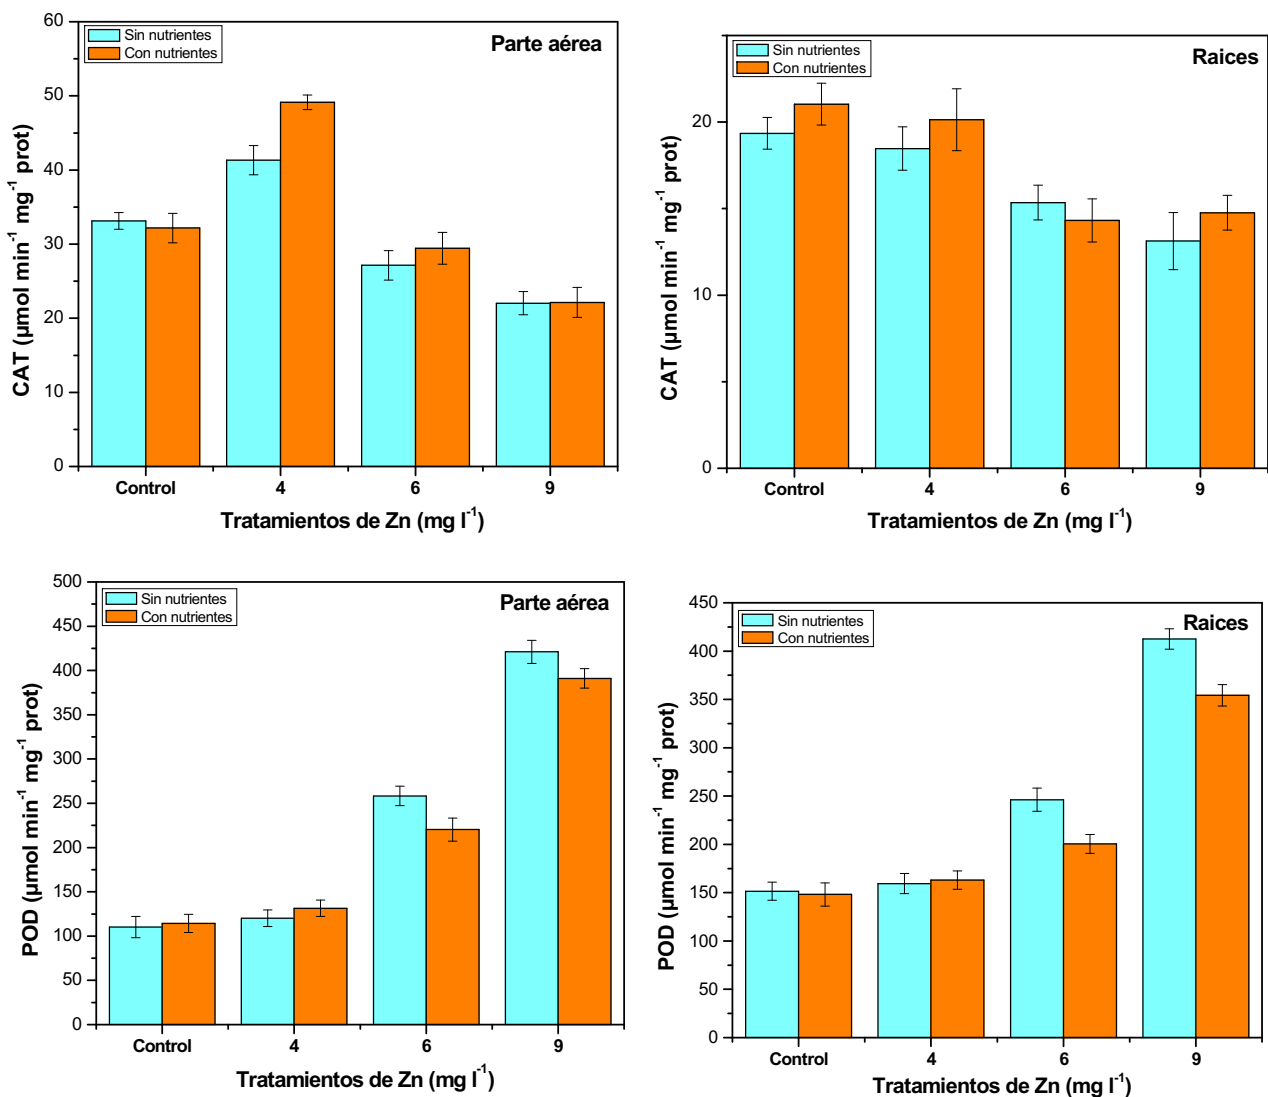 Parte aérea
Sin nutrientes
Con nutrientes
60
50
40
30
20
10
0
CAT (µmol min⁻¹ mg⁻¹ prot)
Control 4 6 9
Tratamientos de Zn (mg l⁻¹)
Raices
Sin nutrientes
Con nutrientes
20
10
0
CAT (µmol min⁻¹ mg⁻¹ prot)
Control 4 6 9
Tratamientos de Zn (mg l⁻¹)
Parte aérea
Sin nutrientes
Con nutrientes
500
450
400
350
300
250
200
150
100
50
0
POD (µmol min⁻¹ mg⁻¹ prot)
Control 4 6 9
Tratamientos de Zn (mg l⁻¹)
Raices
Sin nutrientes
Con nutrientes
450
400
350
300
250
200
150
100
50
0
POD (µmol min⁻¹ mg⁻¹ prot)
Control 4 6 9
Tratamientos de Zn (mg l⁻¹)